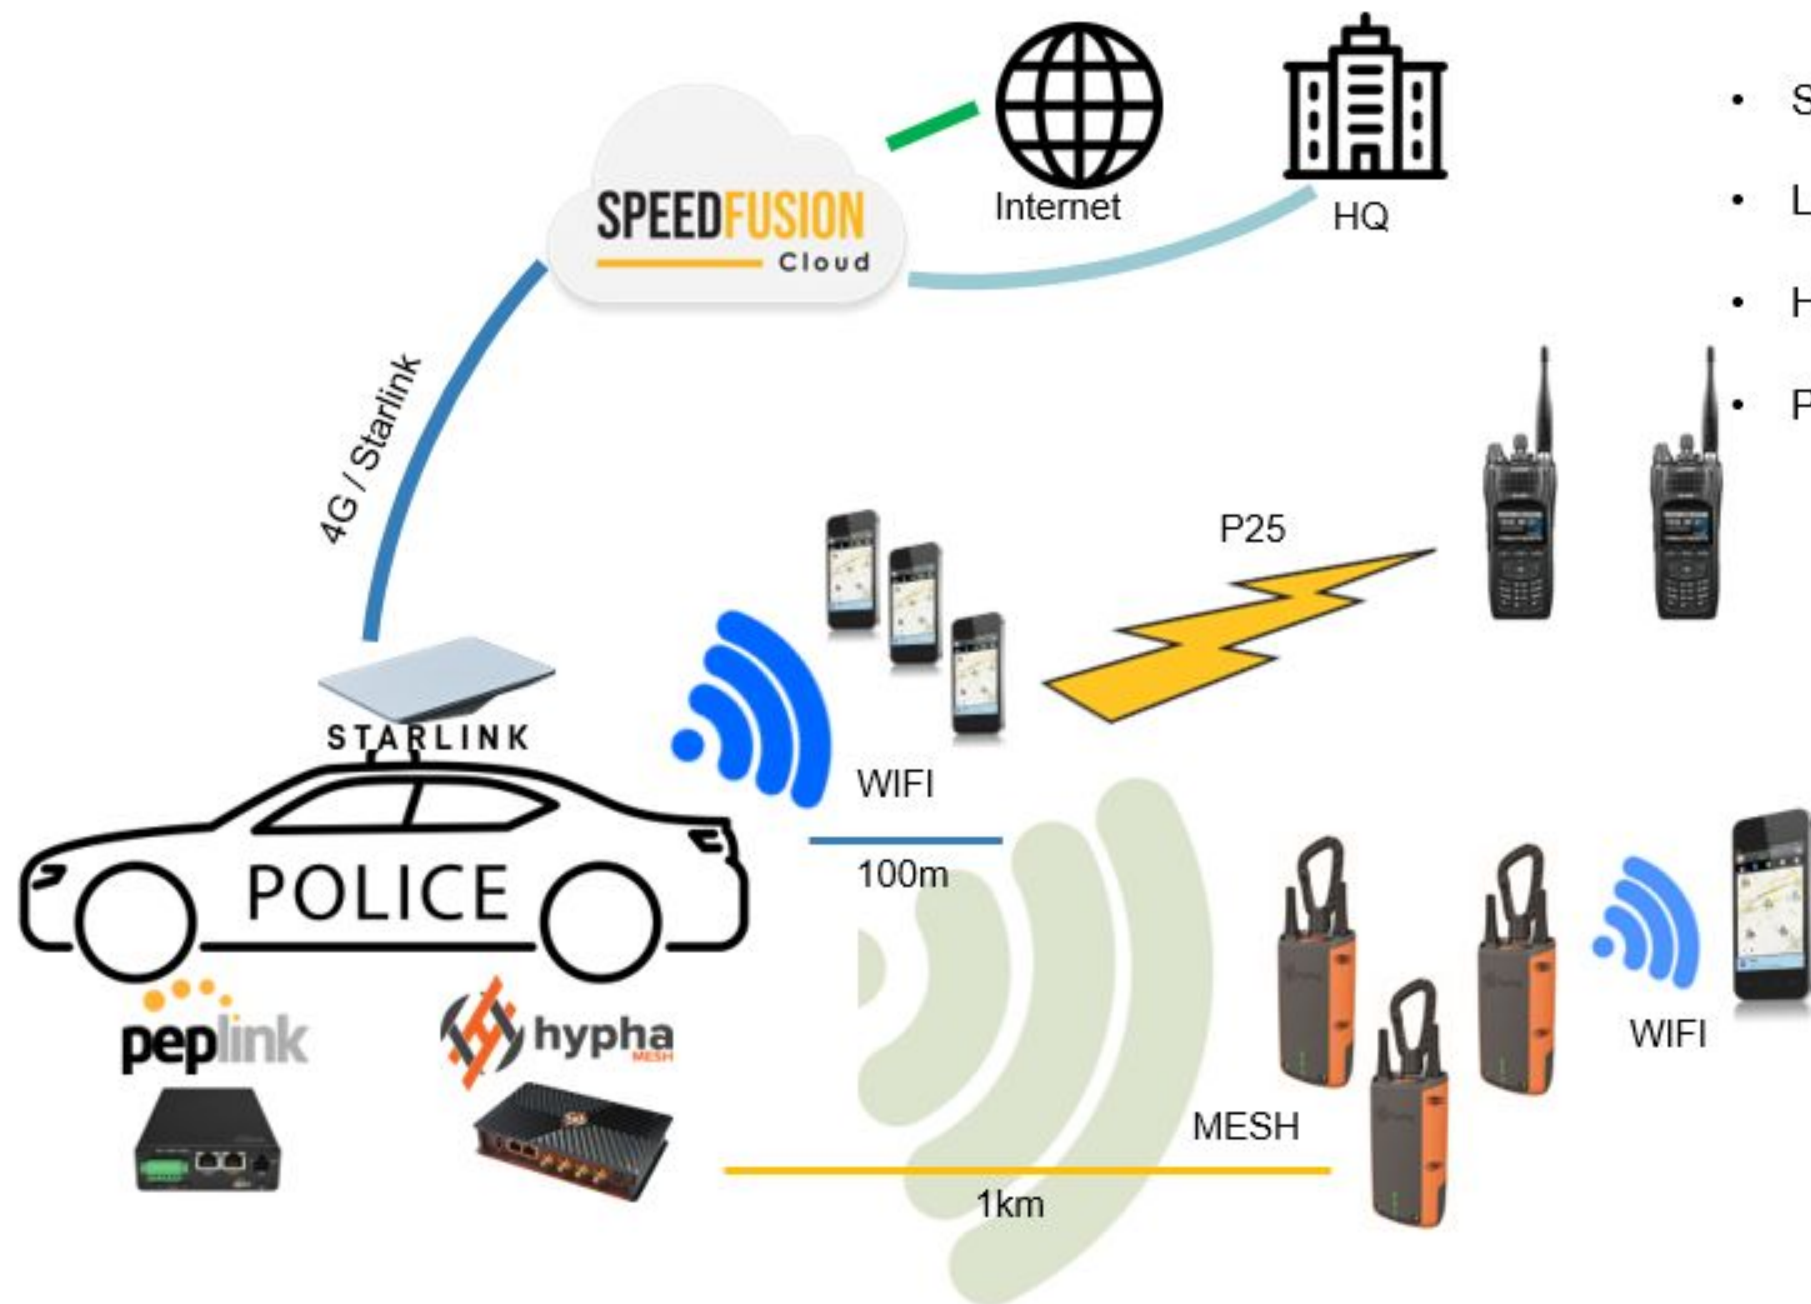 Internet
HQ
SPEEDFUSION
Cloud
4G / Starlink
P25
STARLINK
WIFI
100m
POLICE
peplink
hypha
MESH
WIFI
MESH
1km
• S
• L
• H
• P